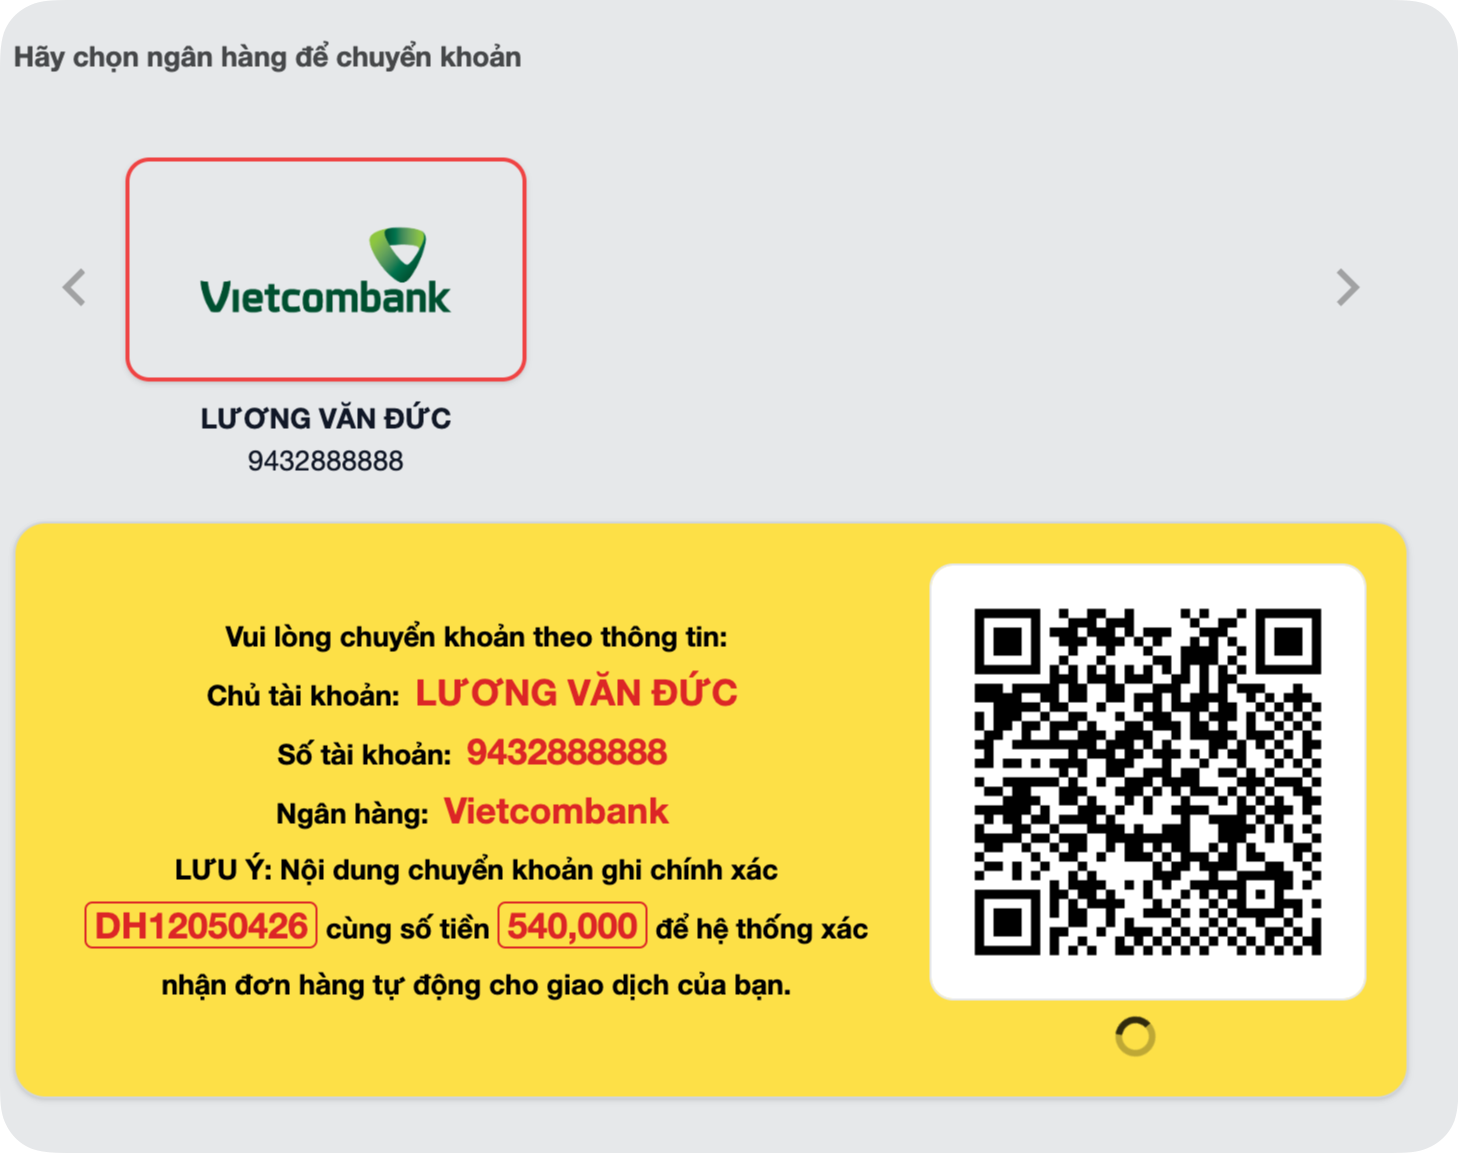 Hãy chọn ngân hàng để chuyển khoản
Vietcombank
LƯƠNG VĂN ĐỨC
9432888888
Vui lòng chuyển khoản theo thông tin:
Chủ tài khoản: LƯƠNG VĂN ĐỨC
Số tài khoản: 9432888888
Ngân hàng: Vietcombank
LƯU Ý: Nội dung chuyển khoản ghi chính xác
DH12050426 cùng số tiền 540,000 để hệ thống xác
nhận đơn hàng tự động cho giao dịch của bạn.